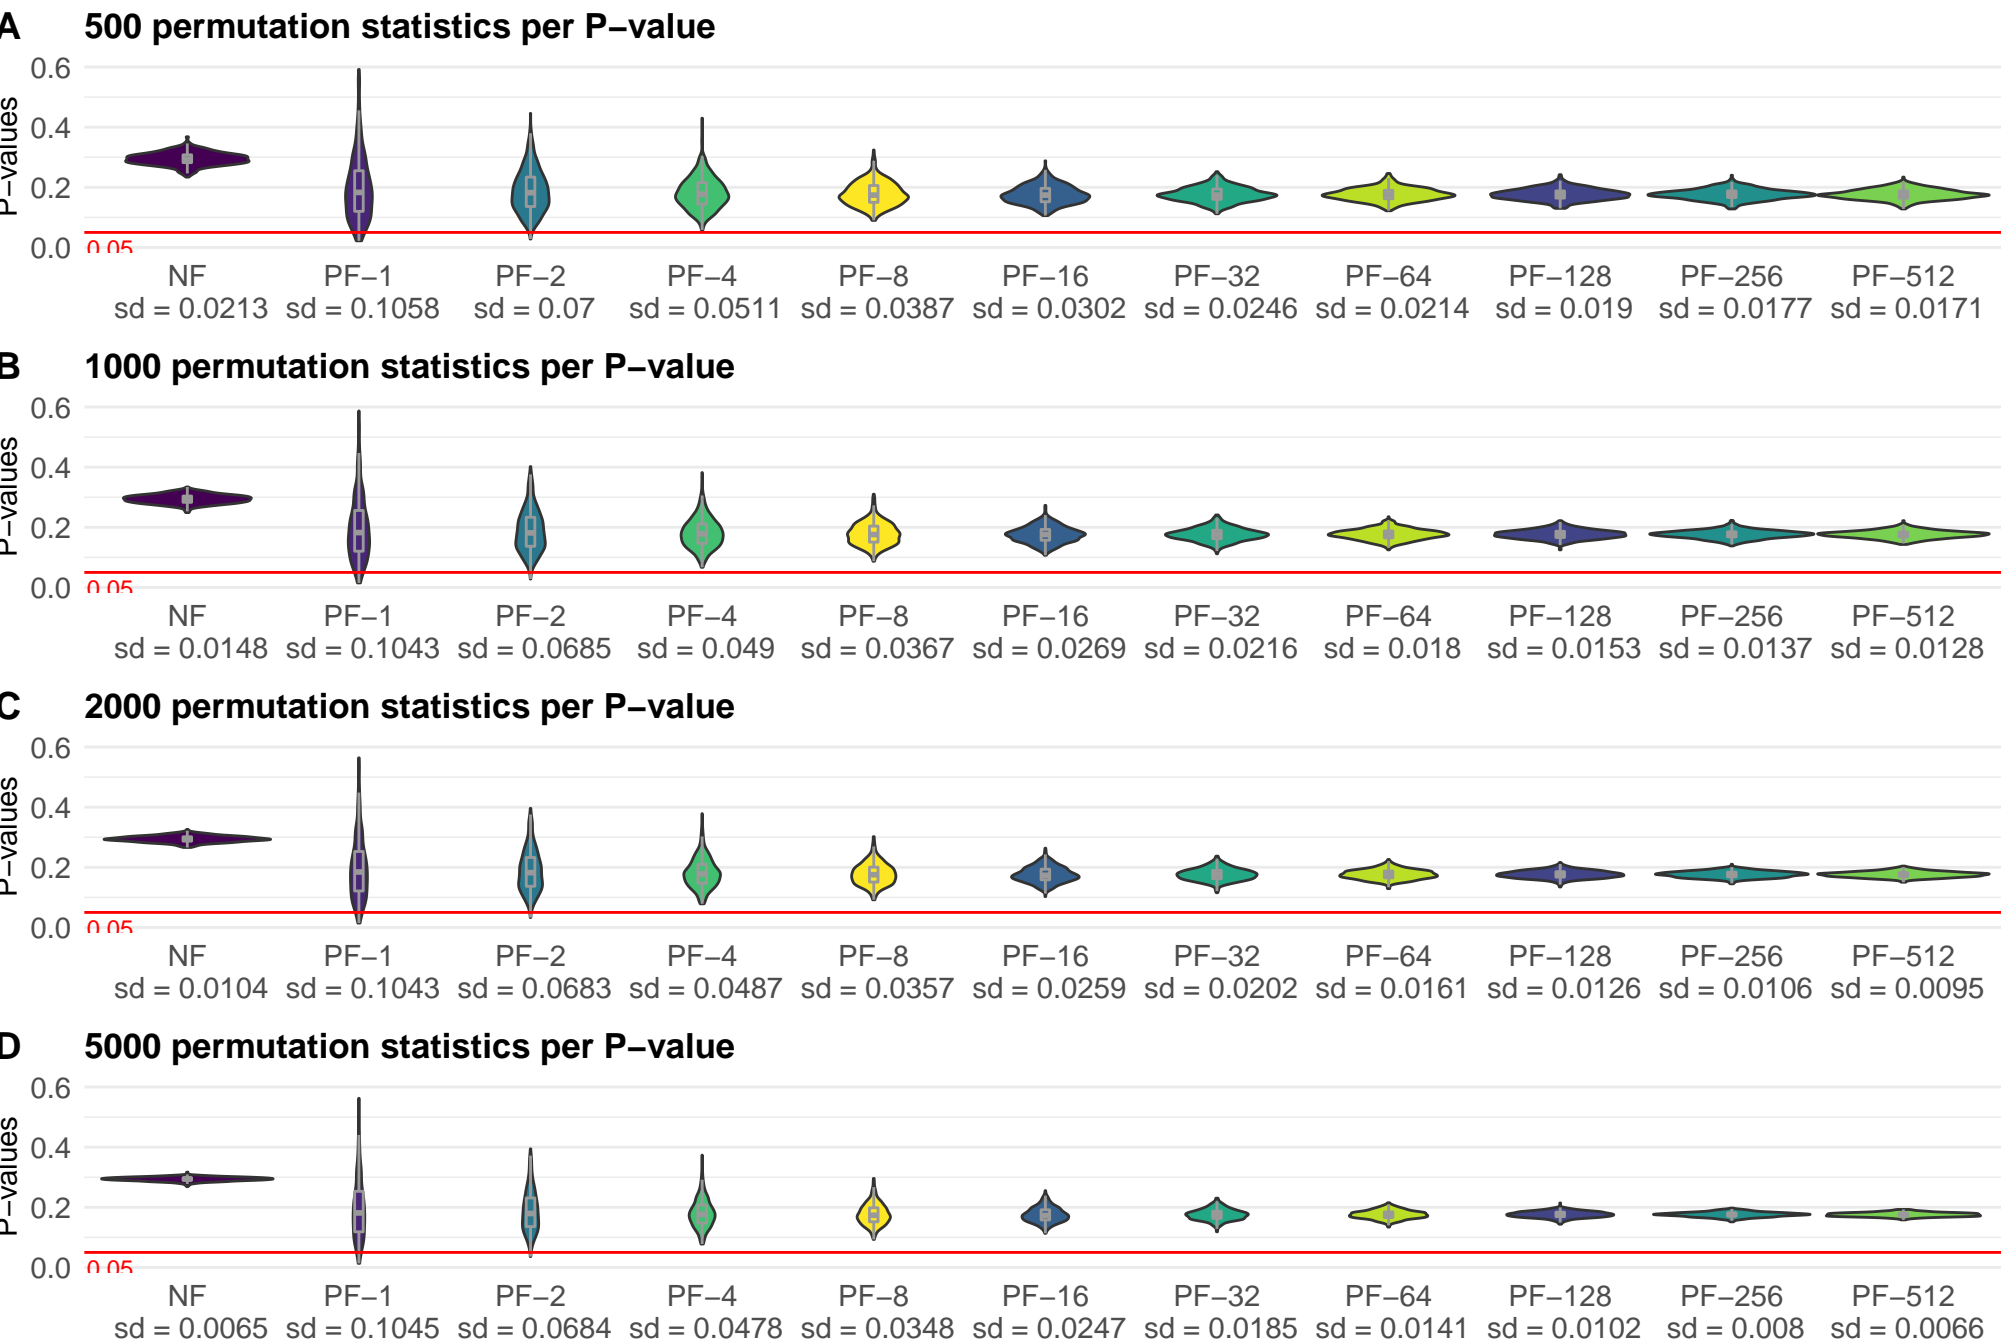 A 500 permutation statistics per P−value
P−values
0.6
0.4
0.2
0.0
0.05
NF PF−1 PF−2 PF−4 PF−8 PF−16 PF−32 PF−64 PF−128 PF−256 PF−512
sd = 0.0213 sd = 0.1058 sd = 0.07 sd = 0.0511 sd = 0.0387 sd = 0.0302 sd = 0.0246 sd = 0.0214 sd = 0.019 sd = 0.0177 sd = 0.0171
B 1000 permutation statistics per P−value
P−values
0.6
0.4
0.2
0.0
0.05
NF PF−1 PF−2 PF−4 PF−8 PF−16 PF−32 PF−64 PF−128 PF−256 PF−512
sd = 0.0148 sd = 0.1043 sd = 0.0685 sd = 0.049 sd = 0.0367 sd = 0.0269 sd = 0.0216 sd = 0.018 sd = 0.0153 sd = 0.0137 sd = 0.0128
C 2000 permutation statistics per P−value
P−values
0.6
0.4
0.2
0.0
0.05
NF PF−1 PF−2 PF−4 PF−8 PF−16 PF−32 PF−64 PF−128 PF−256 PF−512
sd = 0.0104 sd = 0.1043 sd = 0.0683 sd = 0.0487 sd = 0.0357 sd = 0.0259 sd = 0.0202 sd = 0.0161 sd = 0.0126 sd = 0.0106 sd = 0.0095
D 5000 permutation statistics per P−value
P−values
0.6
0.4
0.2
0.0
0.05
NF PF−1 PF−2 PF−4 PF−8 PF−16 PF−32 PF−64 PF−128 PF−256 PF−512
sd = 0.0065 sd = 0.1045 sd = 0.0684 sd = 0.0478 sd = 0.0348 sd = 0.0247 sd = 0.0185 sd = 0.0141 sd = 0.0102 sd = 0.008 sd = 0.0066